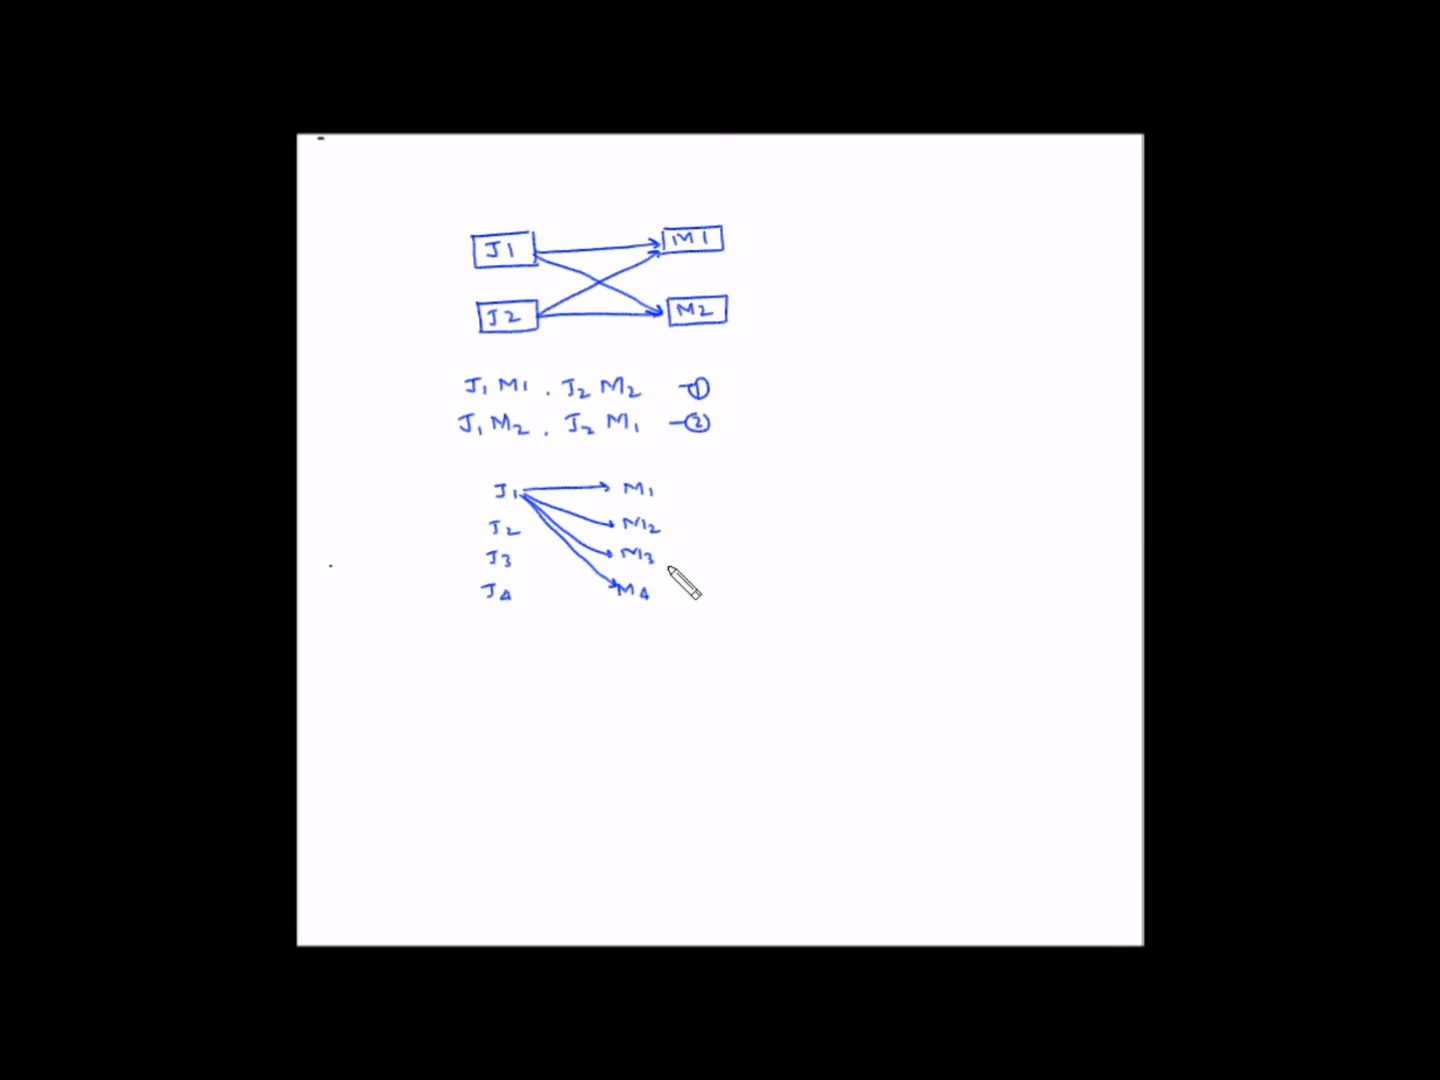 J1 M1
J2 M2
J1 M1 . J2 M2 - 1
J1 M2 . J2 M1 - 2
J1 M1
J2 M2
J3 M3
J4 M4